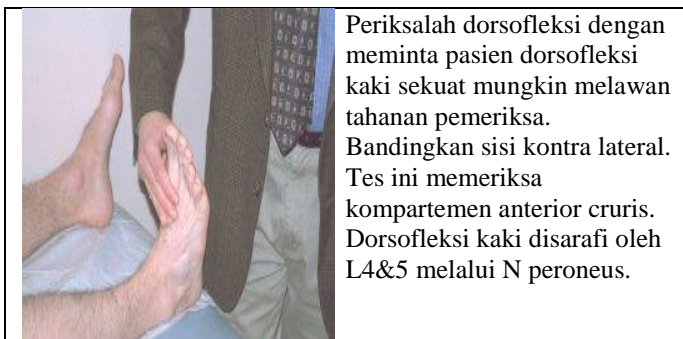 Periksalah dorsofleksi dengan
meminta pasien dorsofleksi
kaki sekuat mungkin melawan
tahanan pemeriksa.
Bandingkan sisi kontra lateral.
Tes ini memeriksa
kompartemen anterior cruris.
Dorsofleksi kaki disarafi oleh
L4&5 melalui N peroneus.